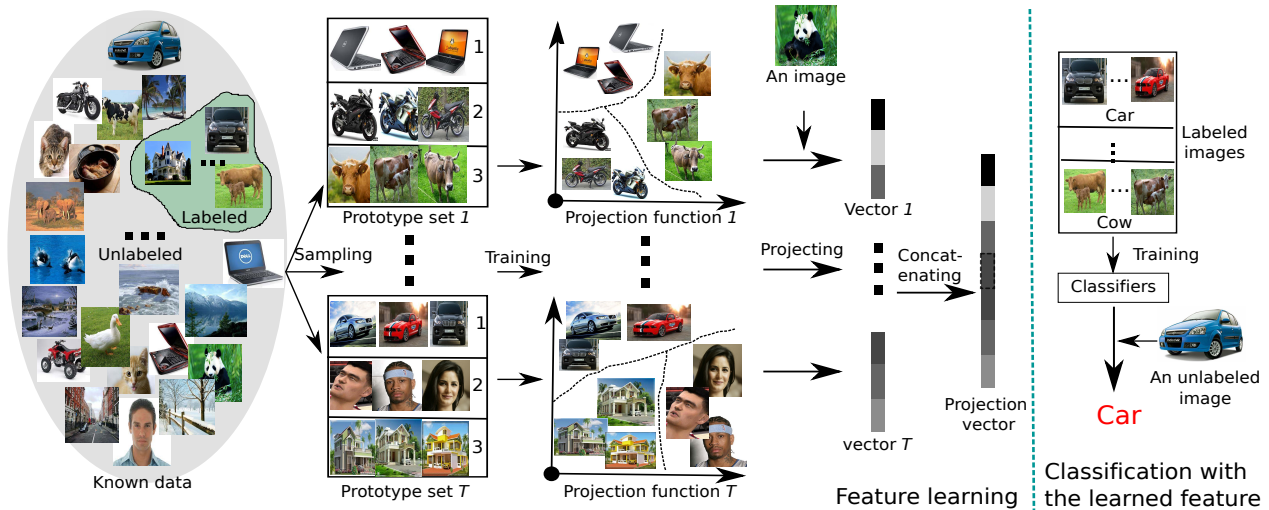 Labeled
Unlabeled
DELL
Known data
Sampling
1
2
3
Prototype set 1
1
2
3
Prototype set T
Training
Projection function 1
Projection function T
An image
Projecting
Vector 1
vector T
Concat-
enating
Projection
vector
Feature learning
Car
Cow
Labeled
images
Training
Classifiers
An unlabeled
image
Car
Classification with
the learned feature